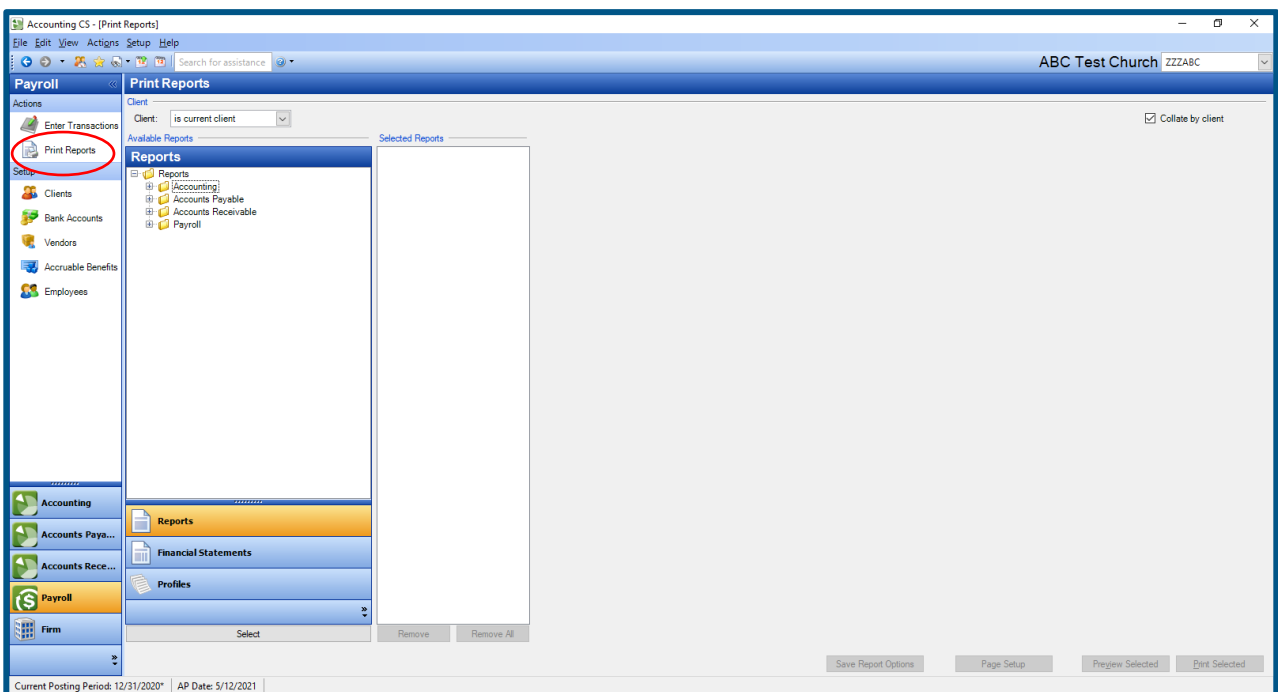 Accounting CS - [Print Reports]
File Edit View Actions Setup Help
Search for assistance
ABC Test Church ZZZABC
Payroll
Print Reports
Actions
Enter Transactions
Print Reports
Setup
Clients
Bank Accounts
Vendors
Accruable Benefits
Employees
Accounting
Accounts Paya...
Accounts Rece...
Payroll
Firm
Client
Client: is current client
Collate by client
Available Reports
Selected Reports
Reports
Reports
Accounting
Accounts Payable
Accounts Receivable
Payroll
Reports
Financial Statements
Profiles
Select
Remove Remove All
Save Report Options Page Setup Preview Selected Print Selected
Current Posting Period: 12/31/2020* AP Date: 5/12/2021